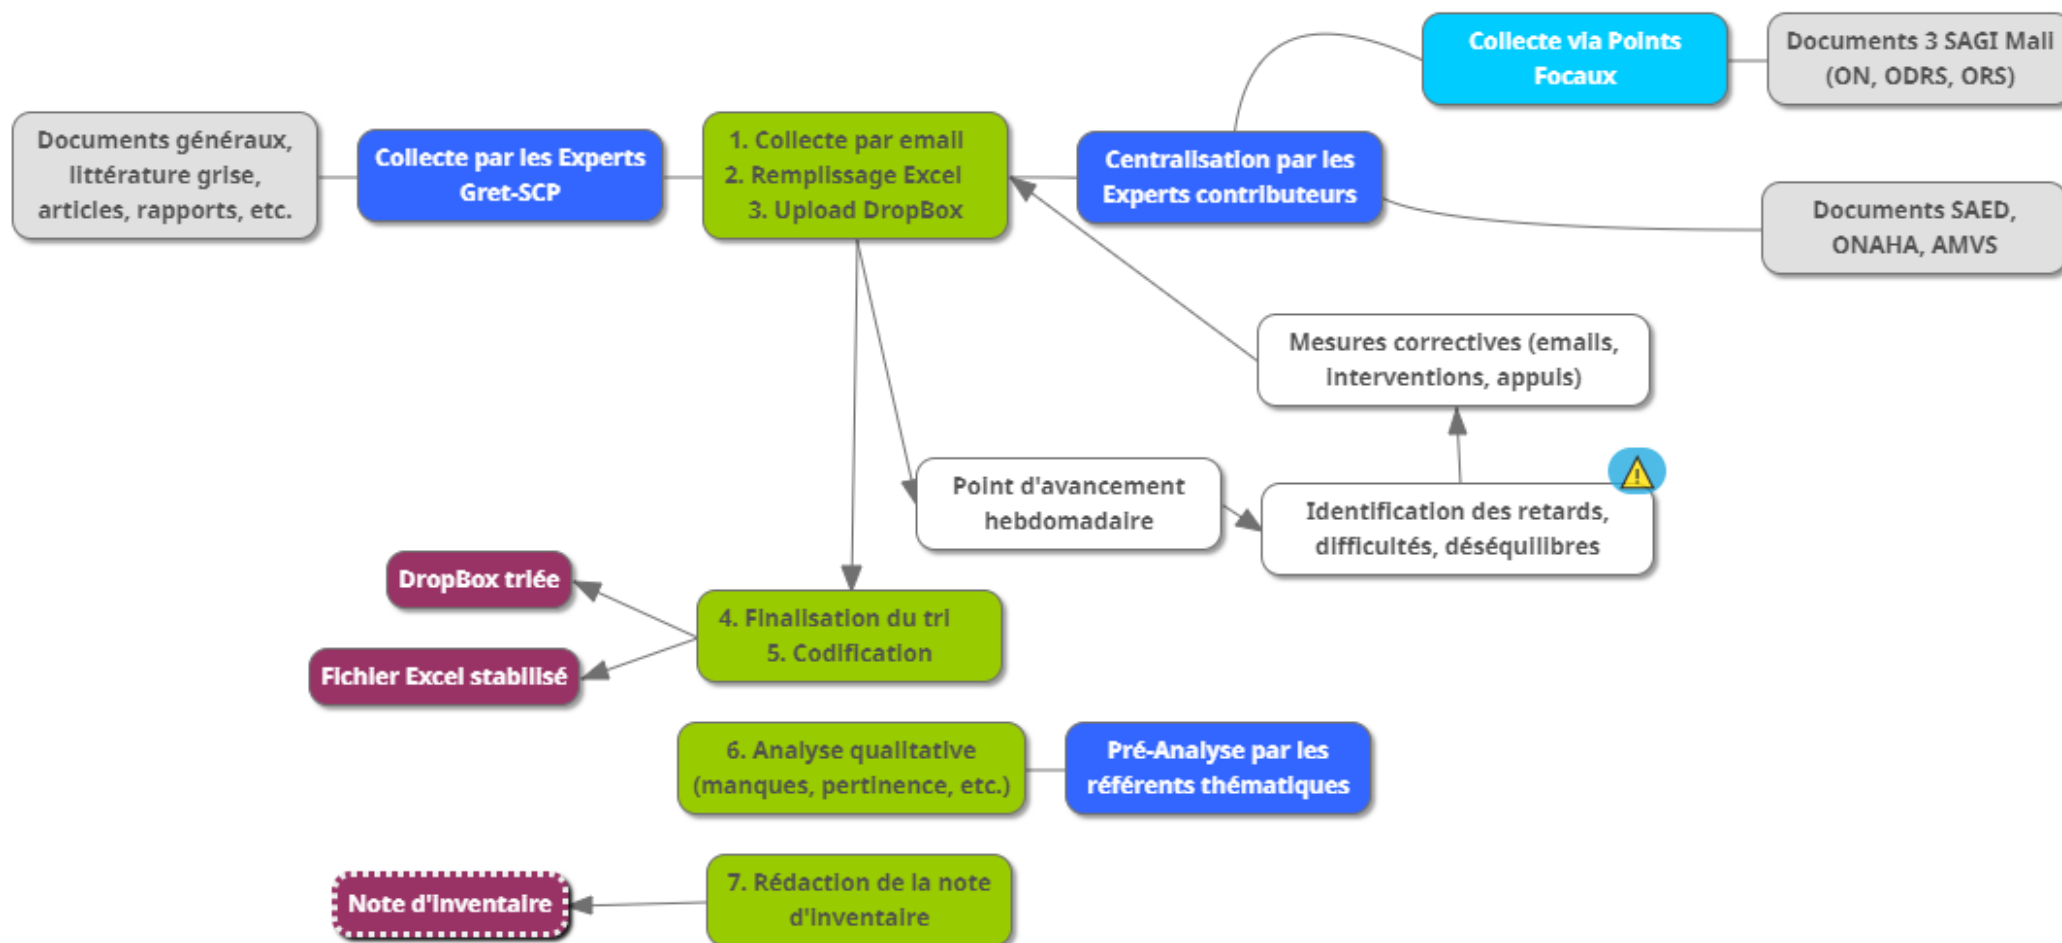 Collecte via Points
Focaux
Documents 3 SAGI Mali
(ON, ODRS, ORS)
Documents généraux,
littérature grise,
articles, rapports, etc.
Collecte par les Experts
Gret-SCP
1. Collecte par email
2. Remplissage Excel
3. Upload DropBox
Centralisation par les
Experts contributeurs
Documents SAED,
ONAHA, AMVS
Mesures correctives (emails,
interventions, appuis)
Point d'avancement
hebdomadaire
Identification des retards,
difficultés, déséquilibres
DropBox triée
Fichier Excel stabilisé
4. Finalisation du tri
5. Codification
6. Analyse qualitative
(manques, pertinence, etc.)
Pré-Analyse par les
référents thématiques
Note d'inventaire
7. Rédaction de la note
d'inventaire